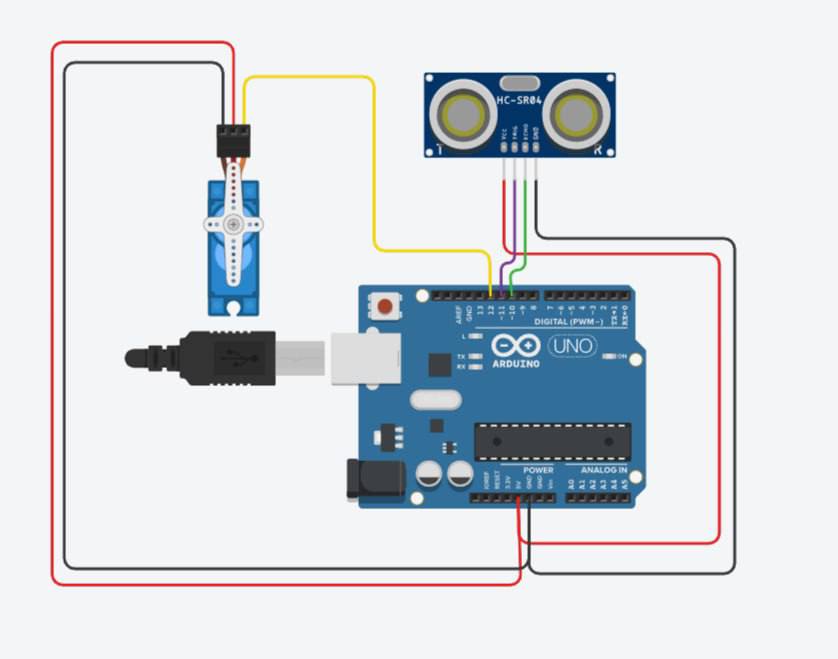 HC-SR04
VCC
TRIG
ECHO
GND
T
R
AREF
GND
13
12
~11
~10
~9
8
7
~6
~5
4
~3
2
TX→1
RX←0
DIGITAL (PWM~)
L
TX
RX
ARDUINO
UNO
ON
POWER
ANALOG IN
IOREF
RESET
3.3V
5V
GND
GND
Vin
A0
A1
A2
A3
A4
A5